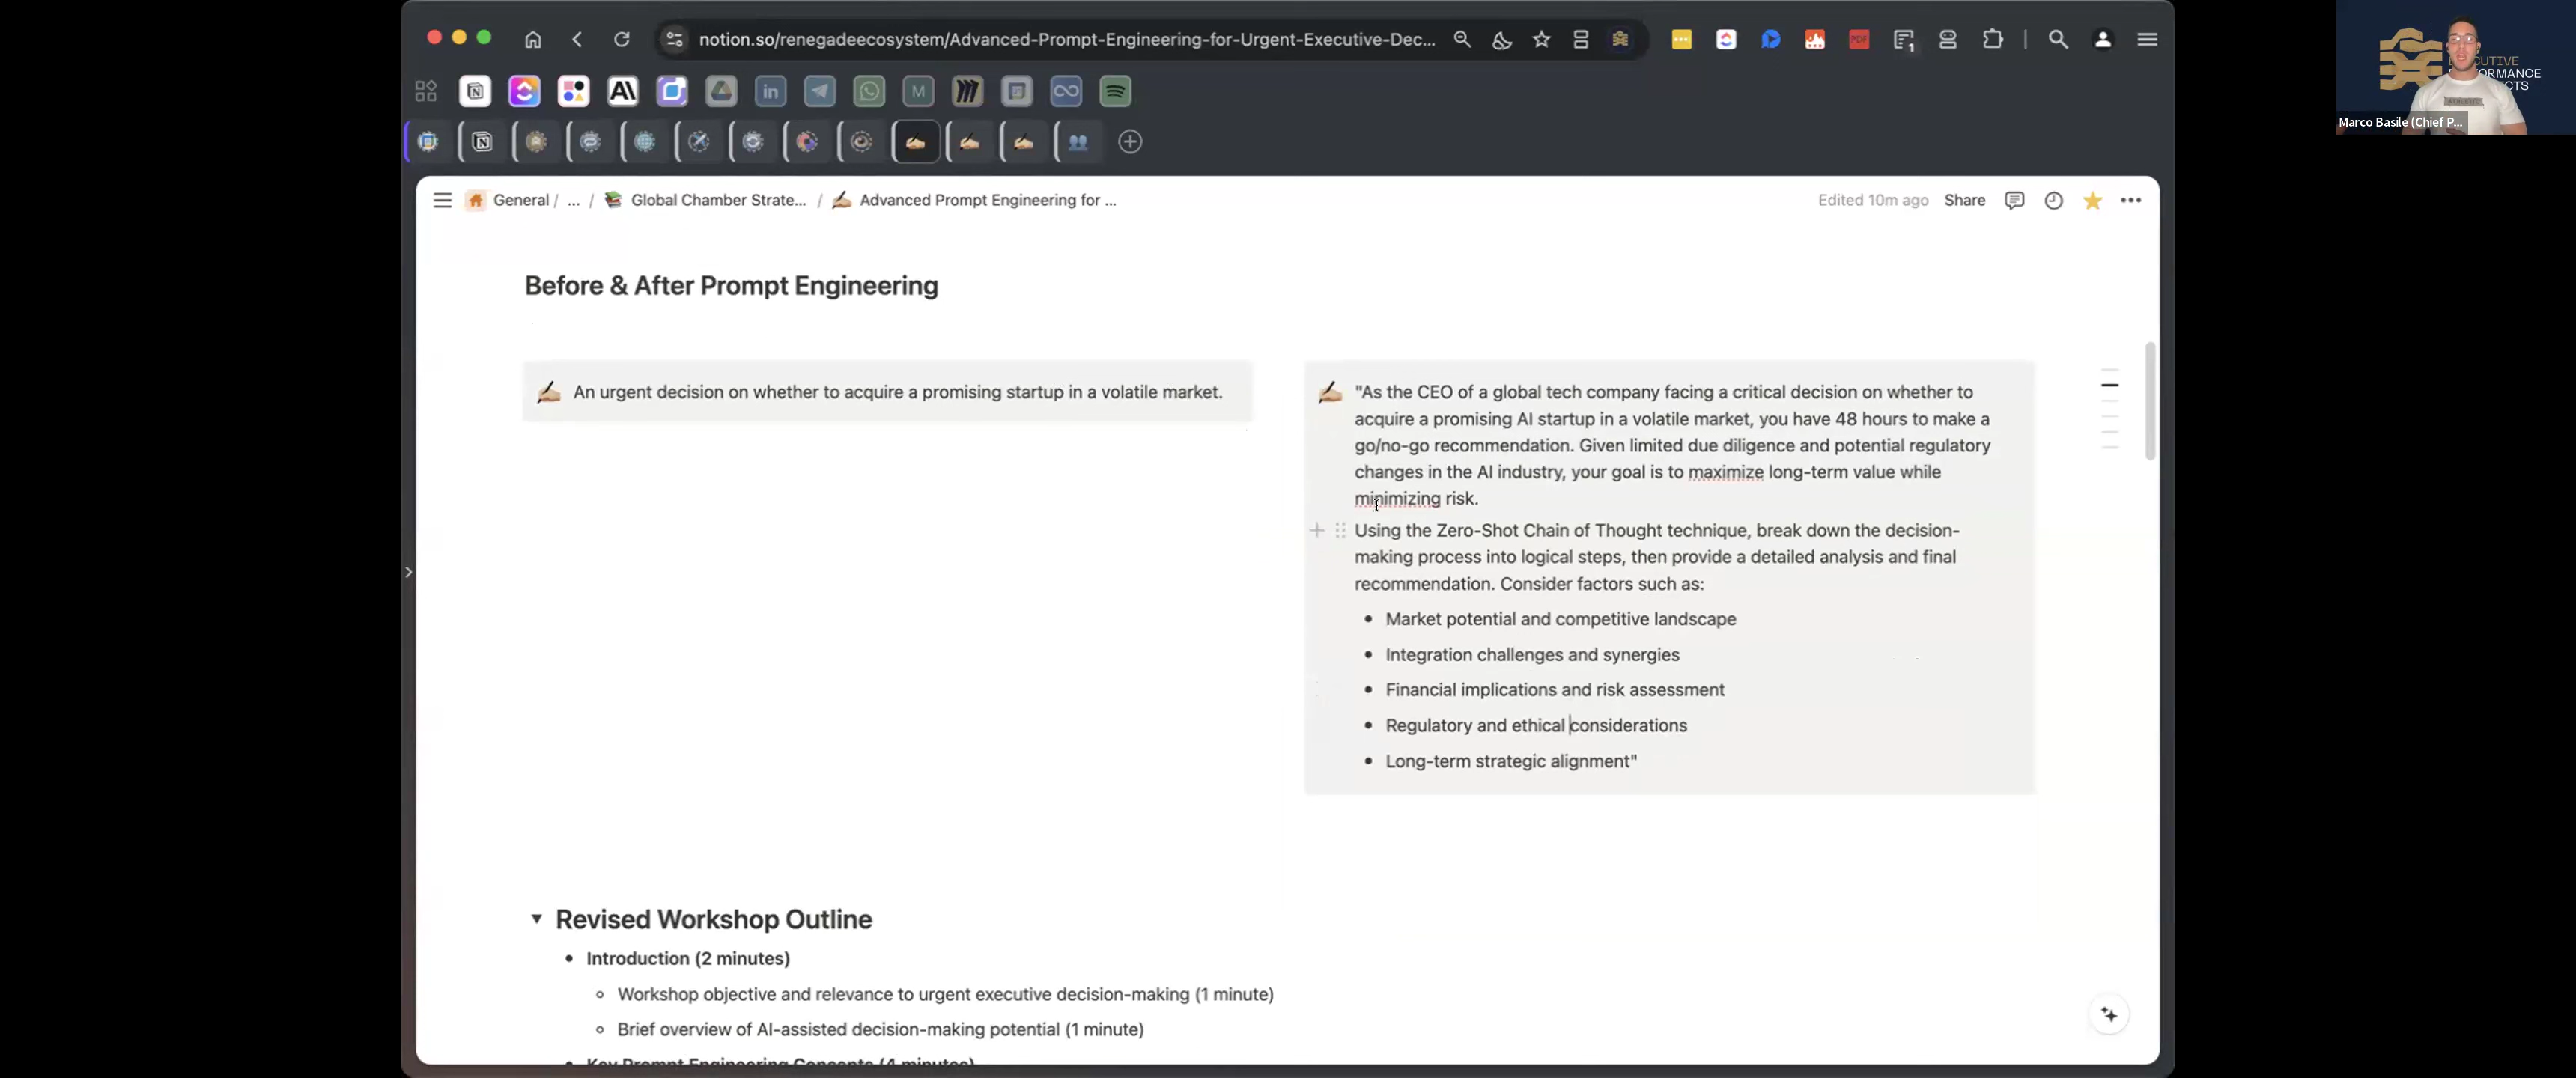 notion.so/renegadeecosystem/Advanced-Prompt-Engineering-for-Urgent-Executive-Dec...
General / ... / Global Chamber Strate... / Advanced Prompt Engineering for ...
Edited 10m ago Share
Before & After Prompt Engineering
An urgent decision on whether to acquire a promising startup in a volatile market.
"As the CEO of a global tech company facing a critical decision on whether to
acquire a promising AI startup in a volatile market, you have 48 hours to make a
go/no-go recommendation. Given limited due diligence and potential regulatory
changes in the AI industry, your goal is to maximize long-term value while
minimizing risk.
Using the Zero-Shot Chain of Thought technique, break down the decision-
making process into logical steps, then provide a detailed analysis and final
recommendation. Consider factors such as:
• Market potential and competitive landscape
• Integration challenges and synergies
• Financial implications and risk assessment
• Regulatory and ethical considerations
• Long-term strategic alignment"
Revised Workshop Outline
• Introduction (2 minutes)
Workshop objective and relevance to urgent executive decision-making (1 minute)
Brief overview of AI-assisted decision-making potential (1 minute)
• Key Prompt Engineering Concepts (4 minutes)
Marco Basile (Chief P...